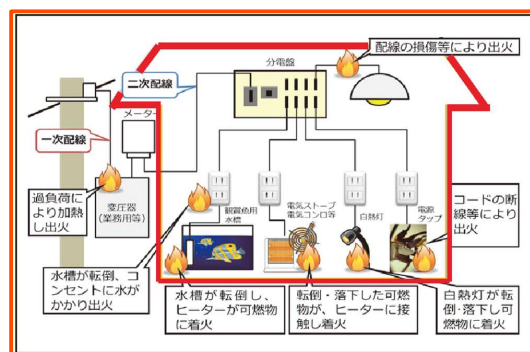 配線の損傷等により出火
分電盤
二次配線
メーター
一次配線
過負荷
により加熱
し出火
変圧器
(業務用等)
観賞魚用
水槽
電気ストーブ
電気コンロ等
白熱灯
電源
タップ
コードの断
線等により
出火
水槽が転倒、コ
ンセントに水が
かかり出火
水槽が転倒し、
ヒーターが可燃物
に着火
転倒・落下した可燃
物が、ヒーターに接
触し着火
白熱灯が転
倒・落下し可
燃物に着火